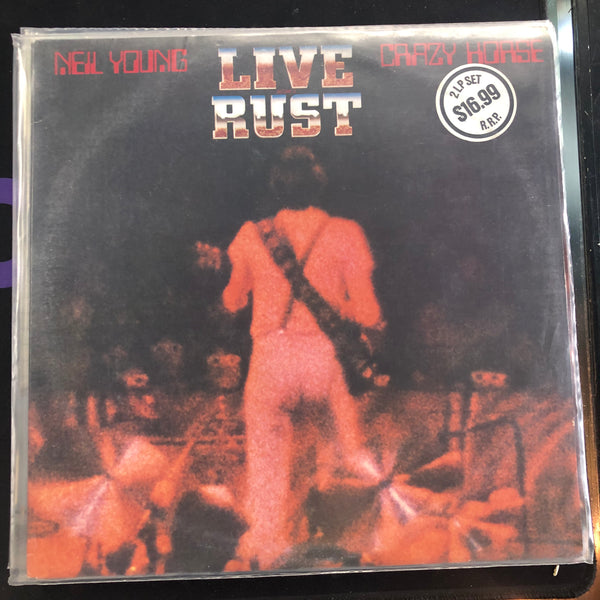 NEIL YOUNG
LIVE
RUST
CRAZY HORSE
2 LP SET
$16.99
R.R.P.